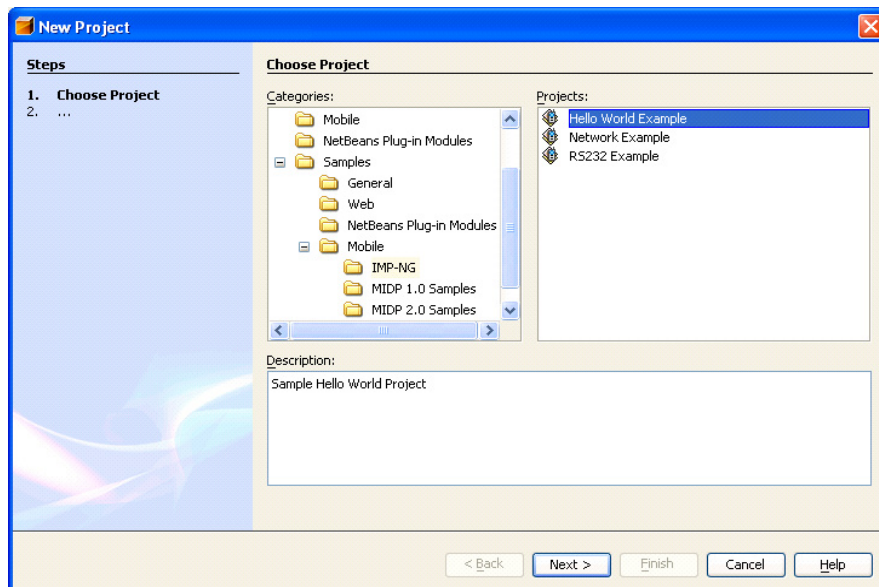 New Project
Steps
1. Choose Project
2. ...
Choose Project
Categories:
Mobile
NetBeans Plug-in Modules
Samples
General
Web
NetBeans Plug-in Modules
Mobile
IMP-NG
MIDP 1.0 Samples
MIDP 2.0 Samples
Projects:
Hello World Example
Network Example
RS232 Example
Description:
Sample Hello World Project
< Back
Next >
Finish
Cancel
Help